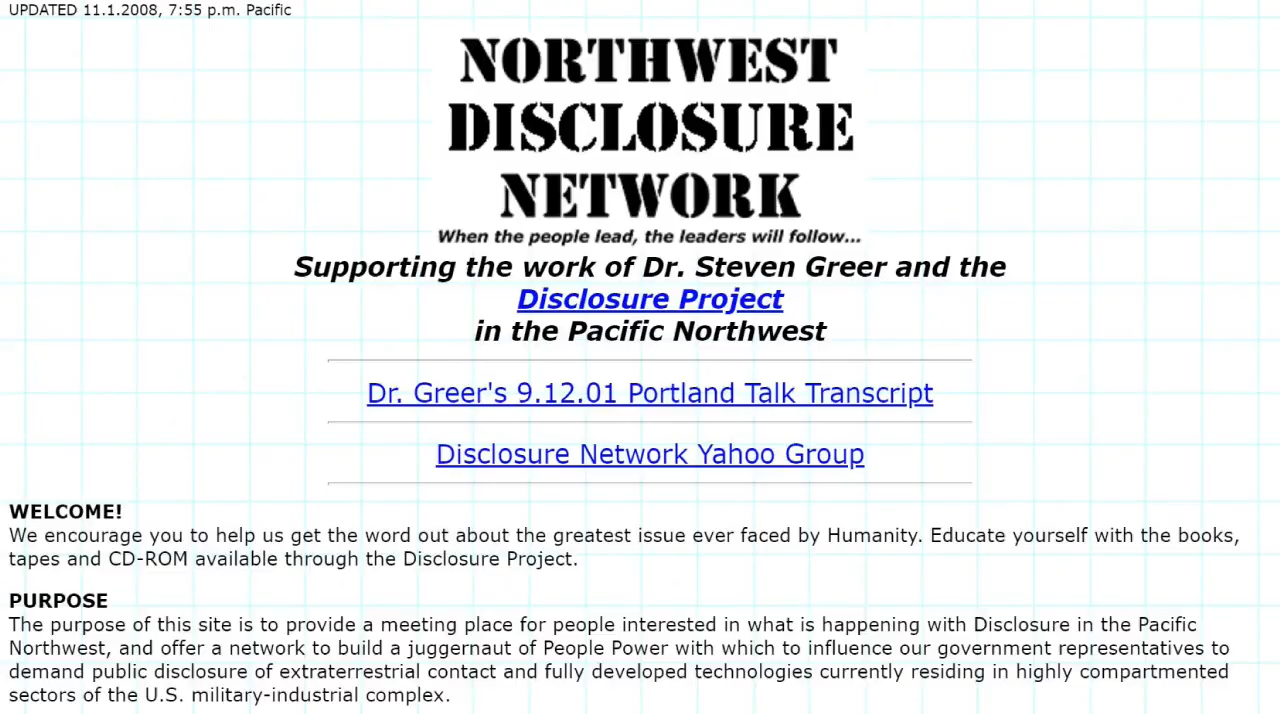 UPDATED 11.1.2008, 7:55 p.m. Pacific
NORTHWEST
DISCLOSURE
NETWORK
When the people lead, the leaders will follow...
Supporting the work of Dr. Steven Greer and the
Disclosure Project
in the Pacific Northwest
Dr. Greer's 9.12.01 Portland Talk Transcript
Disclosure Network Yahoo Group
WELCOME!
We encourage you to help us get the word out about the greatest issue ever faced by Humanity. Educate yourself with the books,
tapes and CD-ROM available through the Disclosure Project.
PURPOSE
The purpose of this site is to provide a meeting place for people interested in what is happening with Disclosure in the Pacific
Northwest, and offer a network to build a juggernaut of People Power with which to influence our government representatives to
demand public disclosure of extraterrestrial contact and fully developed technologies currently residing in highly compartmented
sectors of the U.S. military-industrial complex.